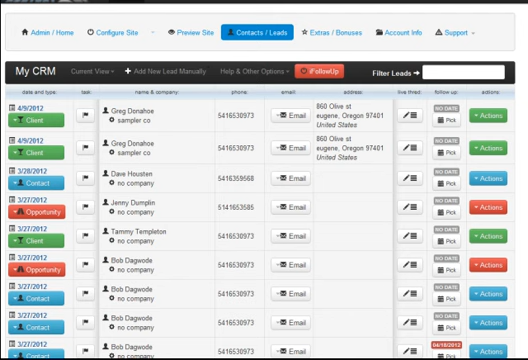 Admin / Home Configure Site Preview Site Contacts / Leads Extras / Bonuses Account Info Support
My CRM Current View Add New Lead Manually Help & Other Options iFollowUp Filter Leads
date and type: task: name & company: phone: email: address: live thred: follow up: actions:
4/9/2012
Client
Greg Donahoe
sampler co
5416530973
Email
860 Olive st
eugene, Oregon 97401
United States
NO DATE
Pick
Actions
4/9/2012
Client
Greg Donahoe
sampler co
5416530973
Email
860 Olive st
eugene, Oregon 97401
United States
NO DATE
Pick
Actions
3/28/2012
Contact
Dave Housten
no company
5416359568
Email
NO DATE
Pick
Actions
3/27/2012
Opportunity
Jenny Dumplin
no company
5141653585
Email
NO DATE
Pick
Actions
3/27/2012
Client
Tammy Templeton
no company
5416530973
Email
NO DATE
Pick
Actions
3/27/2012
Opportunity
Bob Dagwode
no company
5416530973
Email
NO DATE
Pick
Actions
3/27/2012
Contact
Bob Dagwode
no company
5416530973
Email
NO DATE
Pick
Actions
3/27/2012
Contact
Bob Dagwode
no company
5416530973
Email
NO DATE
Pick
Actions
3/27/2012
Contact
Bob Dagwode
no company
5416530973
Email
04/18/2012
Pick
Actions